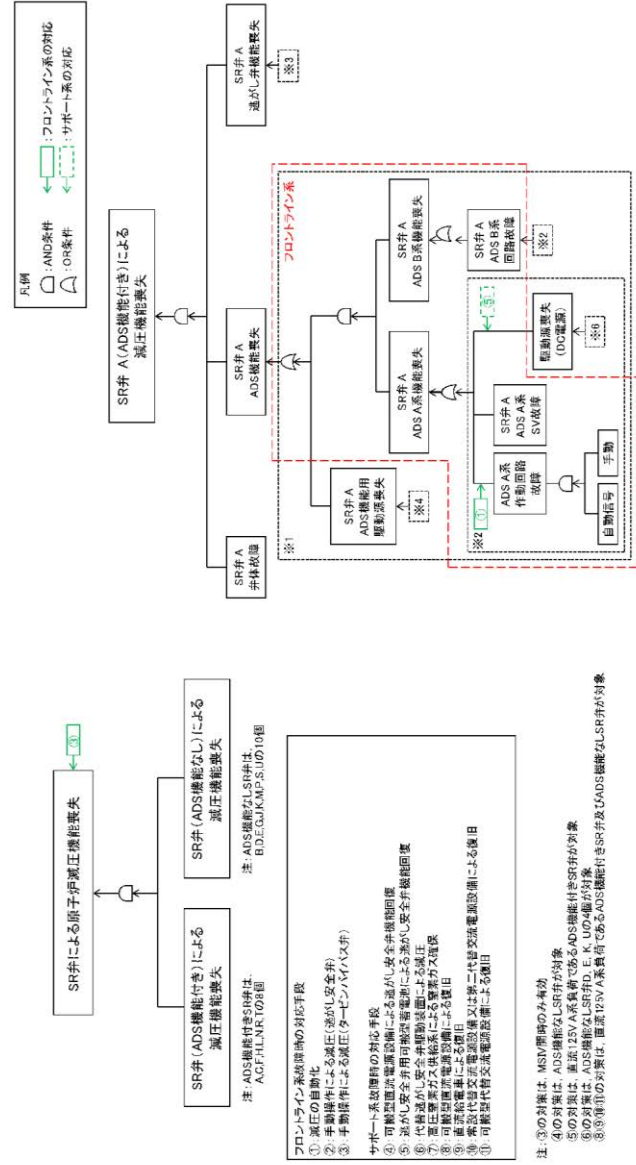 凡例
:AND条件
:OR条件
:フロントライン系の対応
:サポート系の対応
SR弁による原子炉減圧機能喪失
③
SR弁(ADS機能付き)による
減圧機能喪失
注: ADS機能付きSR弁は、
A,C,F,H,L,N,R,Tの8個
SR弁(ADS機能なし)による
減圧機能喪失
注: ADS機能なしSR弁は、
B,D,E,G,J,K,M,P,S,Uの10個
SR弁 A(ADS機能付き)による
減圧機能喪失
SR弁 A
弁体故障
SR弁 A
ADS機能喪失
SR弁 A
逃がし弁機能喪失
※3
※1
フロントライン系
SR弁 A
ADS機能用
駆動源喪失
※4
SR弁 A
ADS A系機能喪失
SR弁 A
ADS B系機能喪失
※2
①
ADS A系
作動回路
故障
自動信号
手動
SR弁 A
ADS A系
SV故障
⑤
駆動源喪失
(DC電源)
※6
SR弁 A
ADS B系
回路故障
※2
フロントライン系故障時の対応手段
①: 減圧の自動化
②: 手動操作による減圧(逃がし安全弁)
③: 手動操作による減圧(タービンバイパス弁)
サポート系故障時の対応手段
④: 可搬型直流電源設備による逃がし安全弁機能回復
⑤: 逃がし安全弁用可搬型蓄電池による逃がし安全弁機能回復
⑥: 代替逃がし安全弁駆動装置による減圧
⑦: 高圧窒素ガス供給系による窒素ガス確保
⑧: 可搬型直流電源設備による復旧
⑨: 直流給電車による復旧
⑩: 常設代替交流電源設備又は第二代替交流電源設備による復旧
⑪: 可搬型代替交流電源設備による復旧
注: ③の対策は、MSIV開時のみ有効
④の対策は、ADS機能なしSR弁が対象
⑤の対策は、直流125V A系負荷であるADS機能付きSR弁が対象
⑥の対策は、ADS機能なしSR弁D, E, K, Uの4個が対象
⑧⑨⑩⑪の対策は、直流125V A系負荷であるADS機能付きSR弁及びADS機能なしSR弁が対象